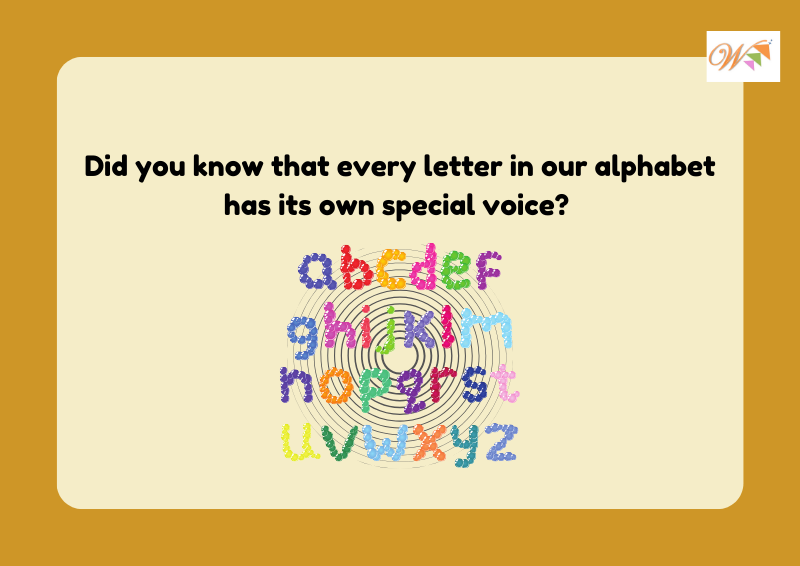 W
Did you know that every letter in our alphabet
has its own special voice?
abcdef
ghijklm
nopqrst
uvwxyz